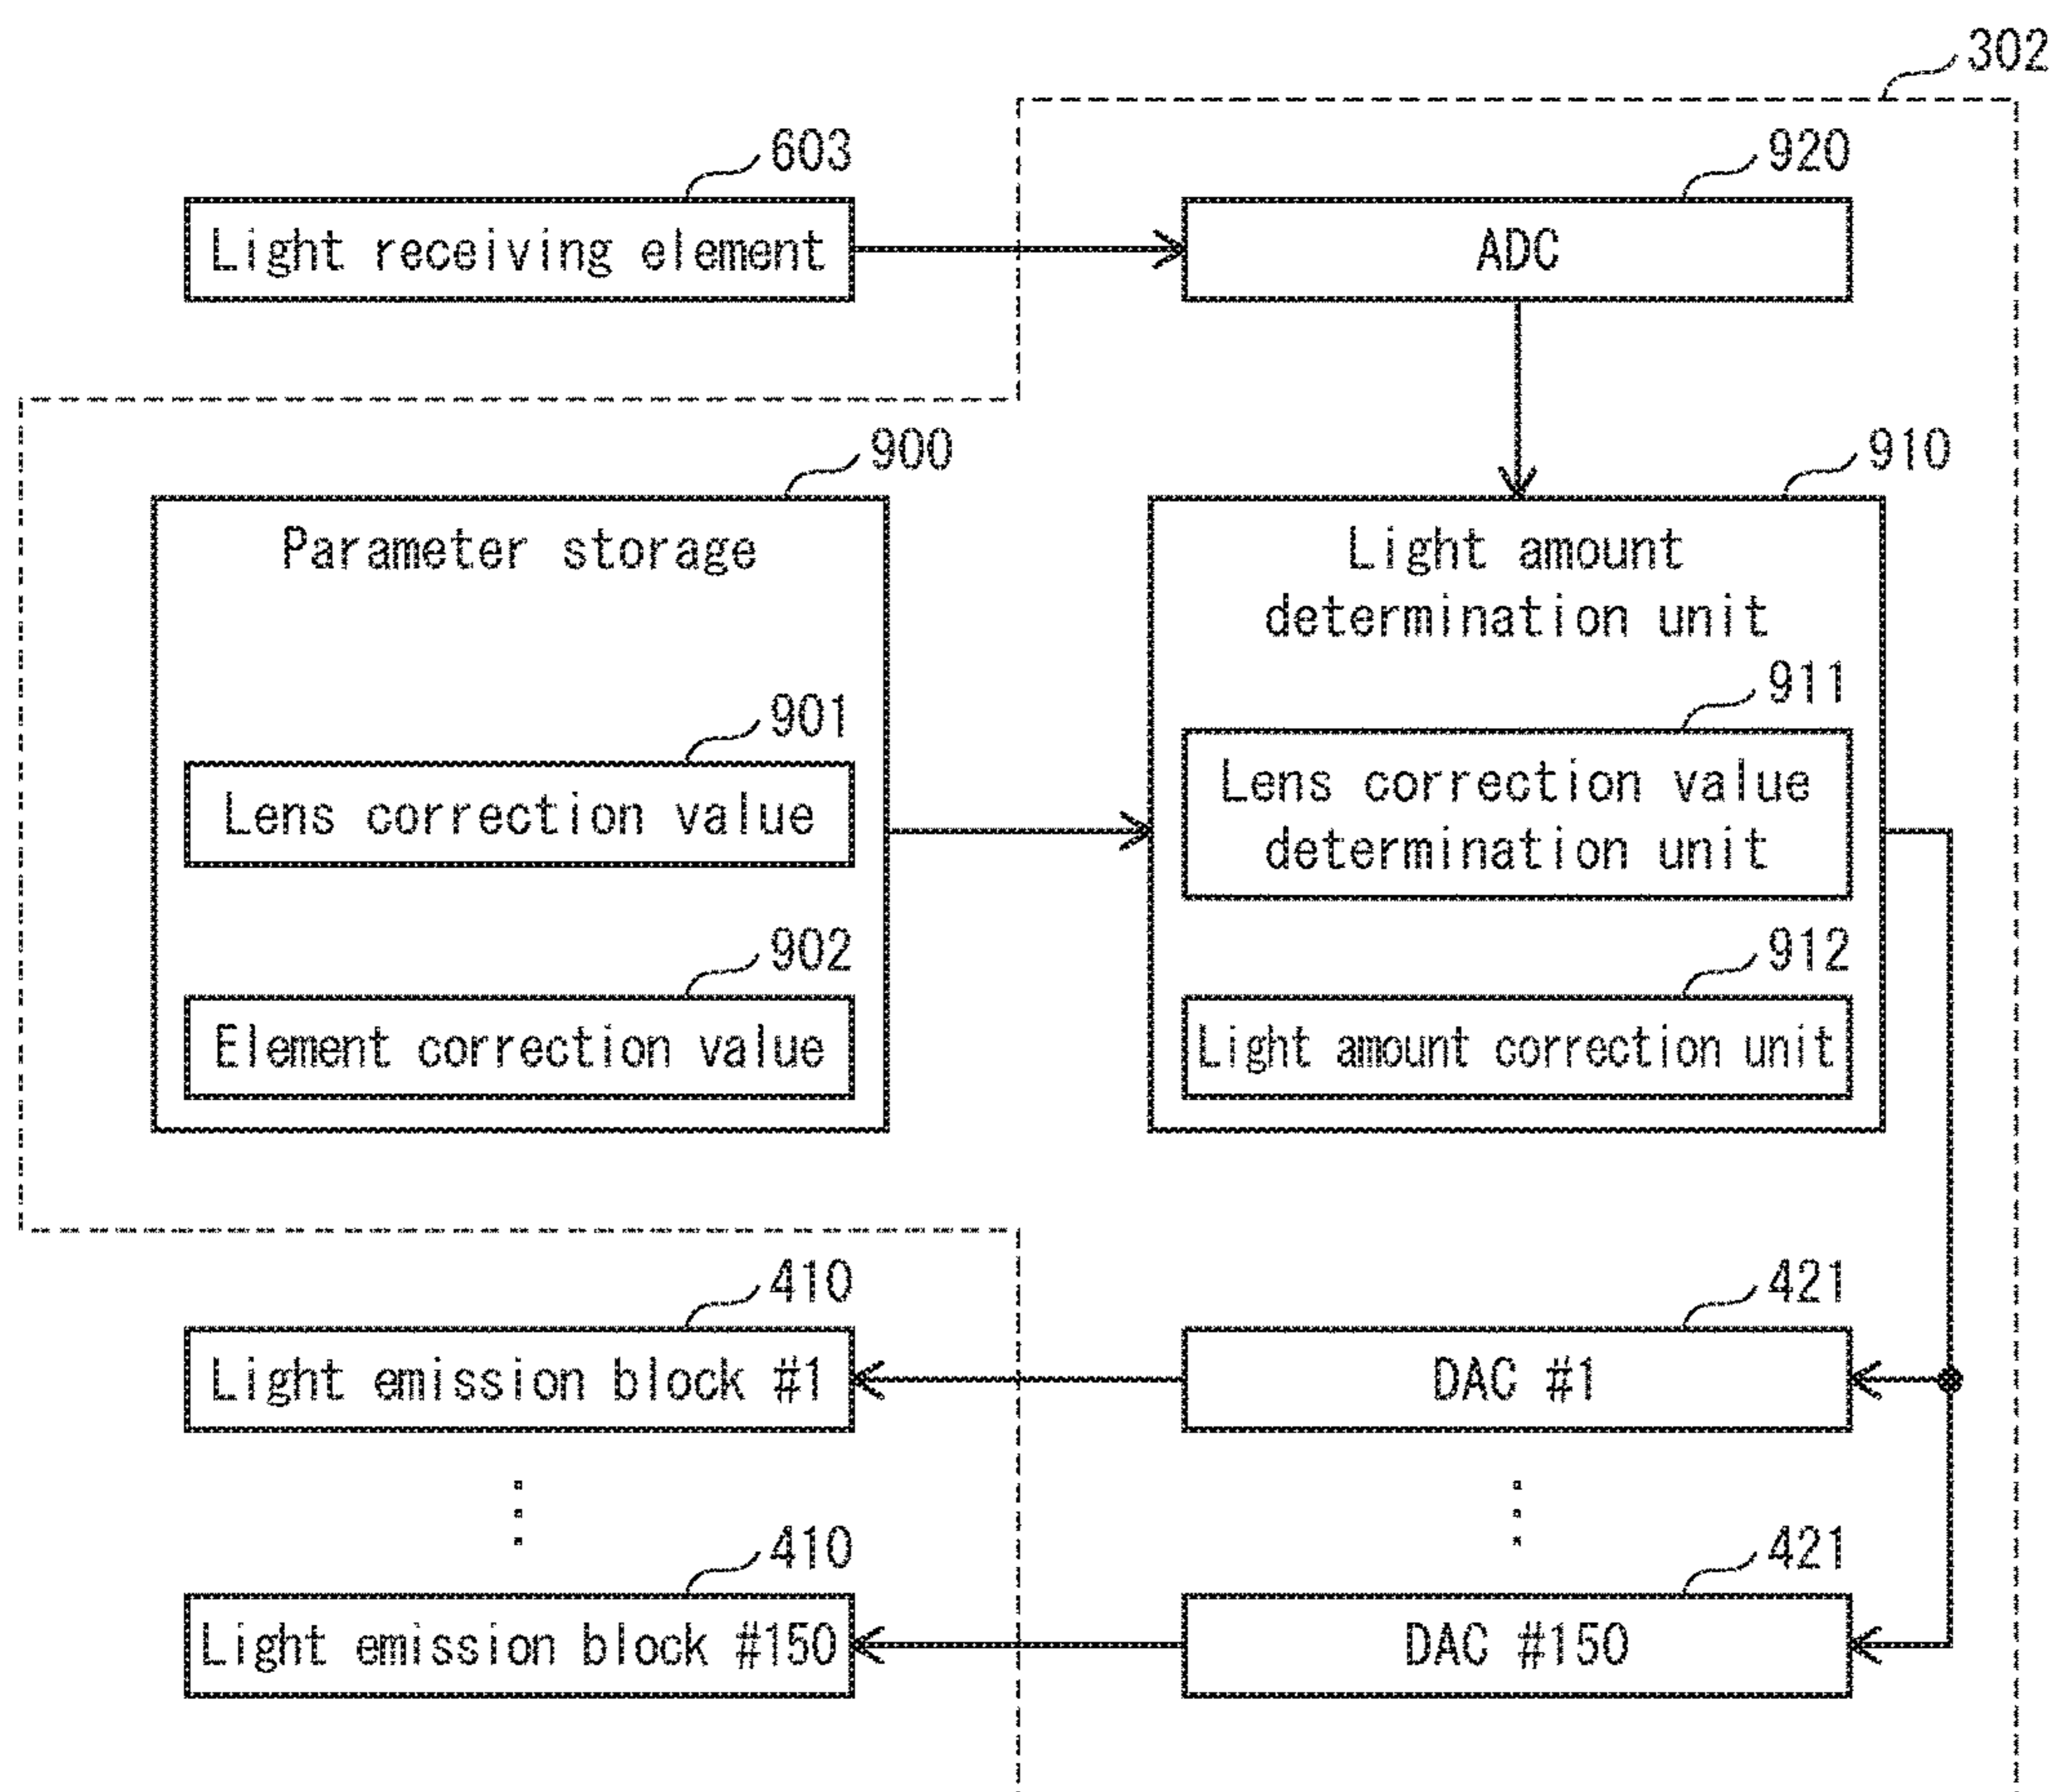 302
603
920
Light receiving element
ADC
900
910
Parameter storage
Light amount
determination unit
911
901
Lens correction value
determination unit
Lens correction value
902
912
Element correction value
Light amount correction unit
410
421
Light emission block #1
DAC #1
410
421
Light emission block #150
DAC #150